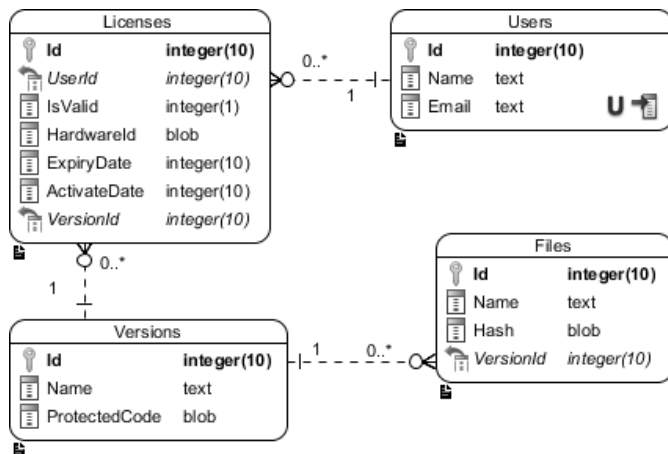 Licenses
Id integer(10)
UserId integer(10)
IsValid integer(1)
HardwareId blob
ExpiryDate integer(10)
ActivateDate integer(10)
VersionId integer(10)
0..*
1
Users
Id integer(10)
Name text
Email text U
0..*
1
Versions
Id integer(10)
Name text
ProtectedCode blob
1
0..*
Files
Id integer(10)
Name text
Hash blob
VersionId integer(10)